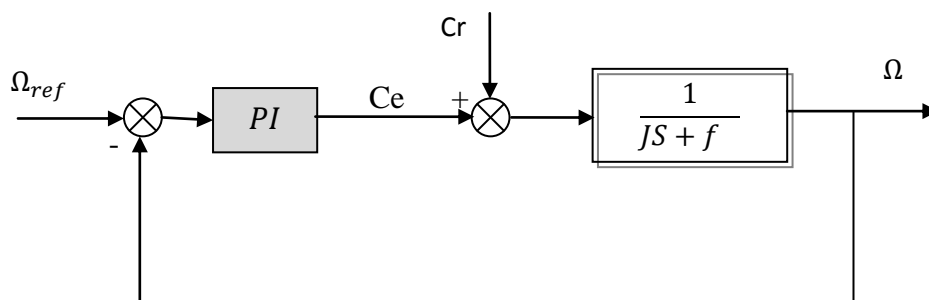 Cr
Ω_ref
-
PI
Ce
+
1
JS + f
Ω